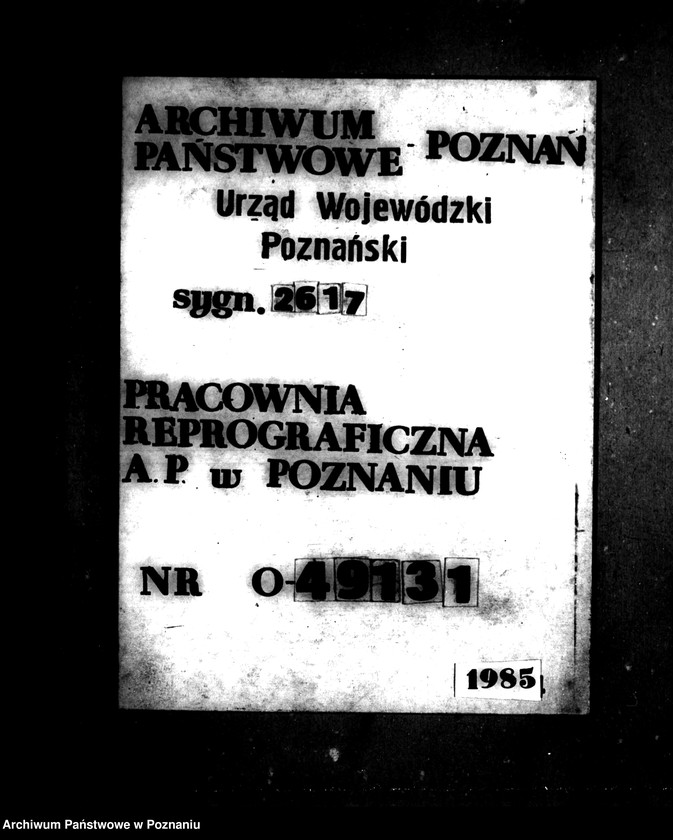 ARCHIWUM
PAŃSTWOWE - POZNAŃ
Urząd Wojewódzki
Poznański
sygn. 2617
PRACOWNIA
REPROGRAFICZNA
A.P. w POZNANIU
NR O-49131
1985
Archiwum Państwowe w Poznaniu